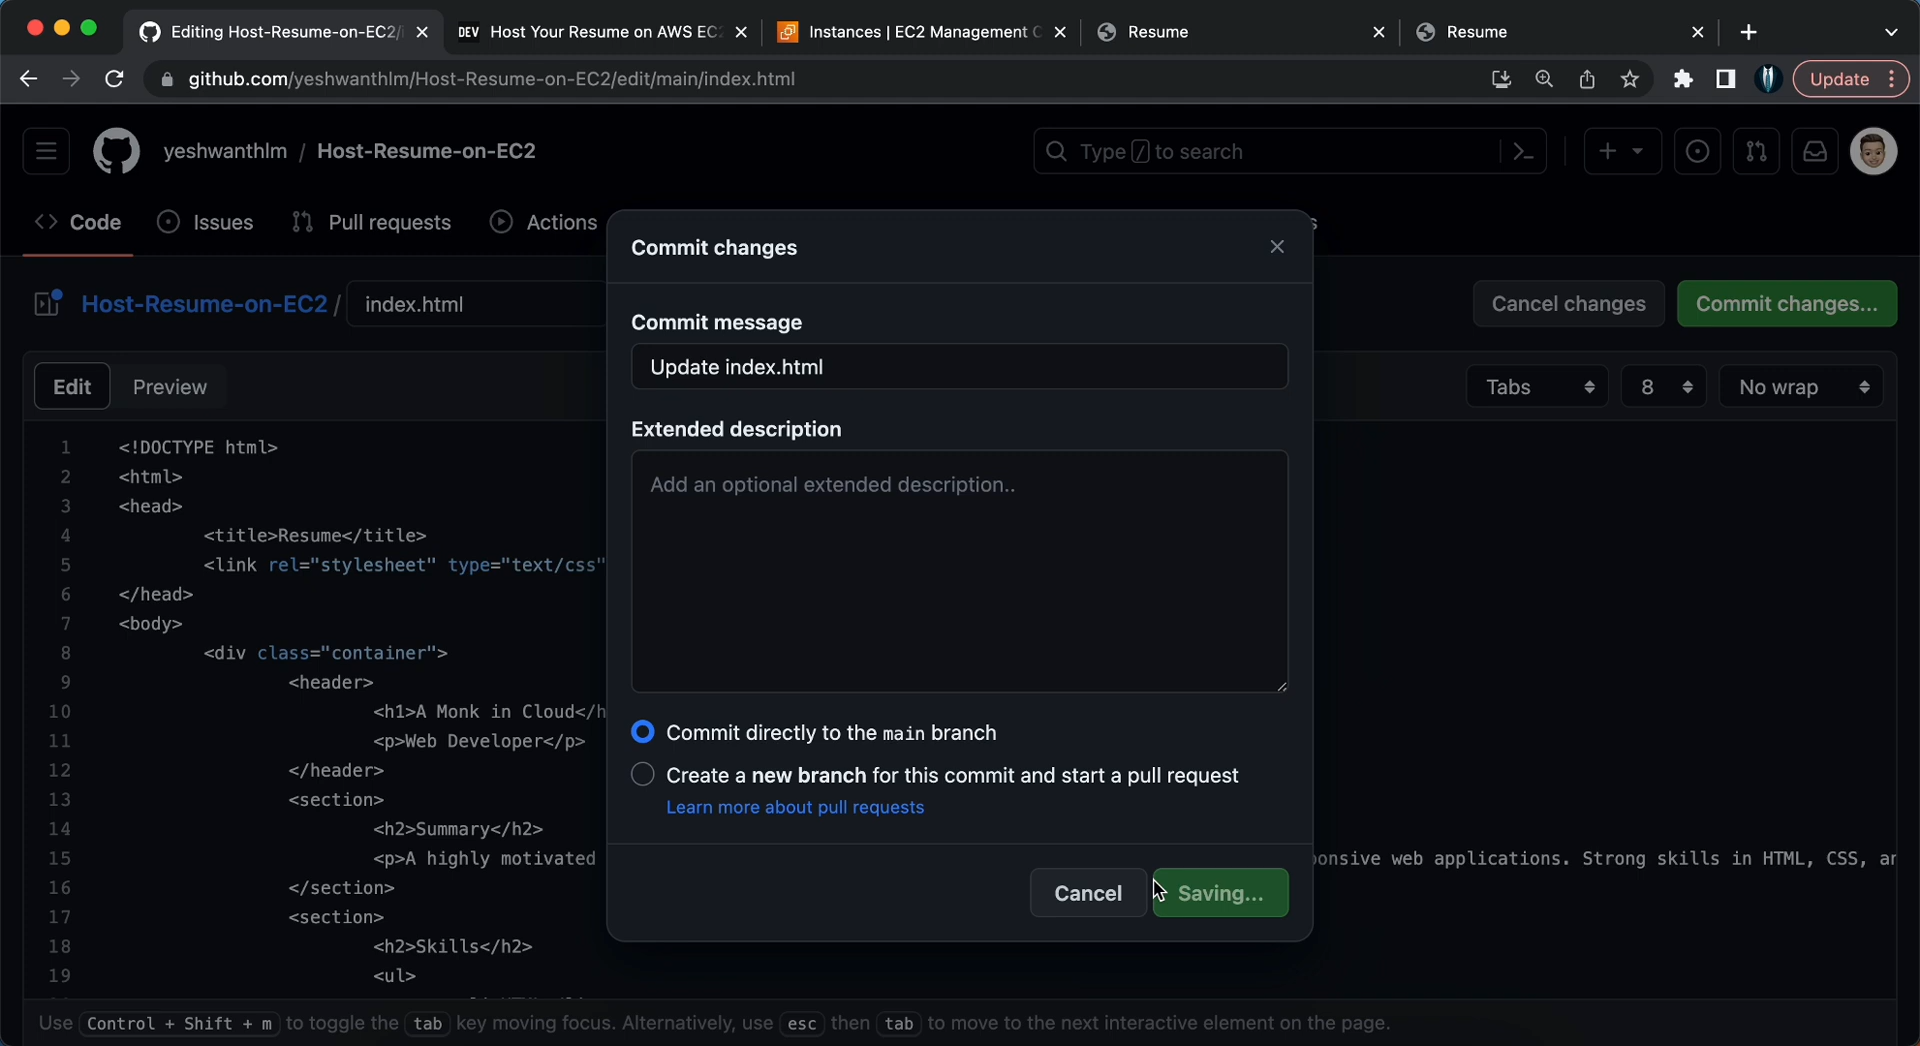 Editing Host-Resume-on-EC2/
DEV Host Your Resume on AWS EC2
Instances | EC2 Management C
Resume
Resume
github.com/yeshwanthlm/Host-Resume-on-EC2/edit/main/index.html
Update
yeshwanthlm / Host-Resume-on-EC2
Type / to search
Code
Issues
Pull requests
Actions
s
Commit changes
Host-Resume-on-EC2 / index.html
Cancel changes
Commit changes...
Commit message
Update index.html
Edit
Preview
Tabs
8
No wrap
Extended description
Add an optional extended description..
1 <!DOCTYPE html>
2 <html>
3 <head>
4 <title>Resume</title>
5 <link rel="stylesheet" type="text/css"
6 </head>
7 <body>
8 <div class="container">
9 <header>
10 <h1>A Monk in Cloud</h
11 <p>Web Developer</p>
12 </header>
13 <section>
14 <h2>Summary</h2>
15 <p>A highly motivated
onsive web applications. Strong skills in HTML, CSS, an
16 </section>
17 <section>
18 <h2>Skills</h2>
19 <ul>
Commit directly to the main branch
Create a new branch for this commit and start a pull request
Learn more about pull requests
Cancel
Saving...
Use Control + Shift + m to toggle the tab key moving focus. Alternatively, use esc then tab to move to the next interactive element on the page.